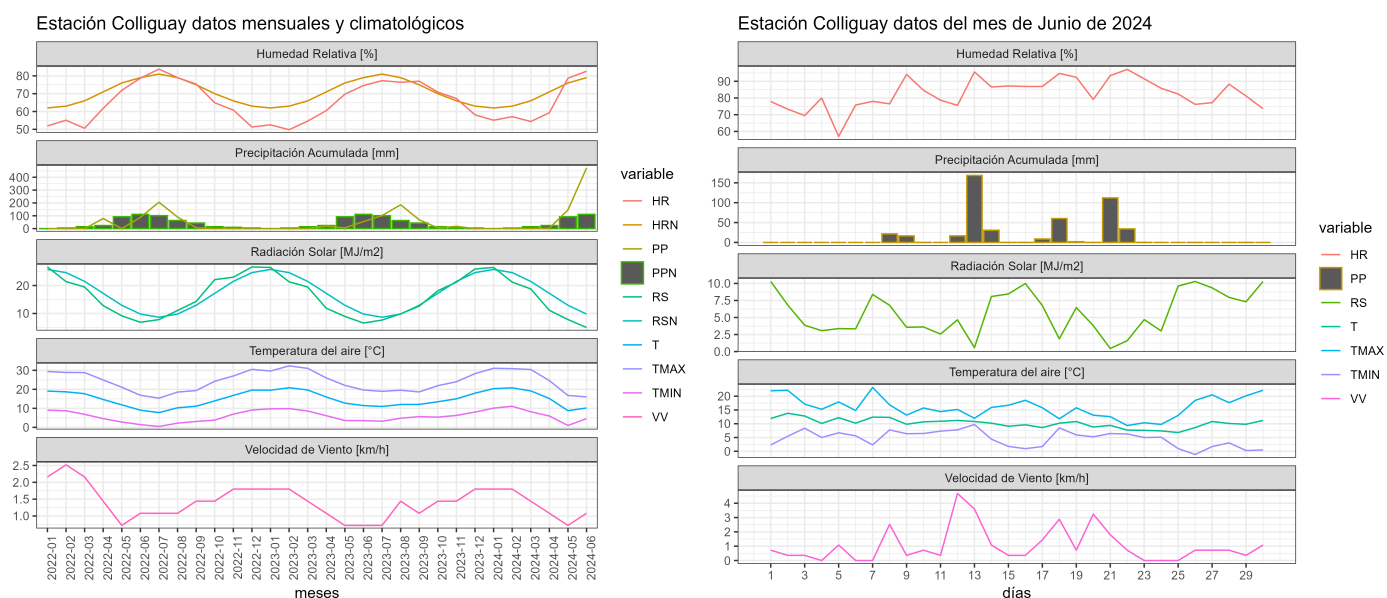 Estación Colliguay datos mensuales y climatológicos
Humedad Relativa [%]
80
70
60
50
Precipitación Acumulada [mm]
400
300
200
100
0
Radiación Solar [MJ/m2]
20
10
Temperatura del aire [°C]
30
20
10
0
Velocidad de Viento [km/h]
2.5
2.0
1.5
1.0
2022-01
2022-02
2022-03
2022-04
2022-05
2022-06
2022-07
2022-08
2022-09
2022-10
2022-11
2022-12
2023-01
2023-02
2023-03
2023-04
2023-05
2023-06
2023-07
2023-08
2023-09
2023-10
2023-11
2023-12
2024-01
2024-02
2024-03
2024-04
2024-05
2024-06
meses
variable
HR
HRN
PP
PPN
RS
RSN
T
TMAX
TMIN
VV
Estación Colliguay datos del mes de Junio de 2024
Humedad Relativa [%]
90
80
70
60
Precipitación Acumulada [mm]
150
100
50
0
Radiación Solar [MJ/m2]
10.0
7.5
5.0
2.5
0.0
Temperatura del aire [°C]
20
15
10
5
0
Velocidad de Viento [km/h]
4
3
2
1
0
1 3 5 7 9 11 13 15 17 19 21 23 25 27 29
días
variable
HR
PP
RS
T
TMAX
TMIN
VV